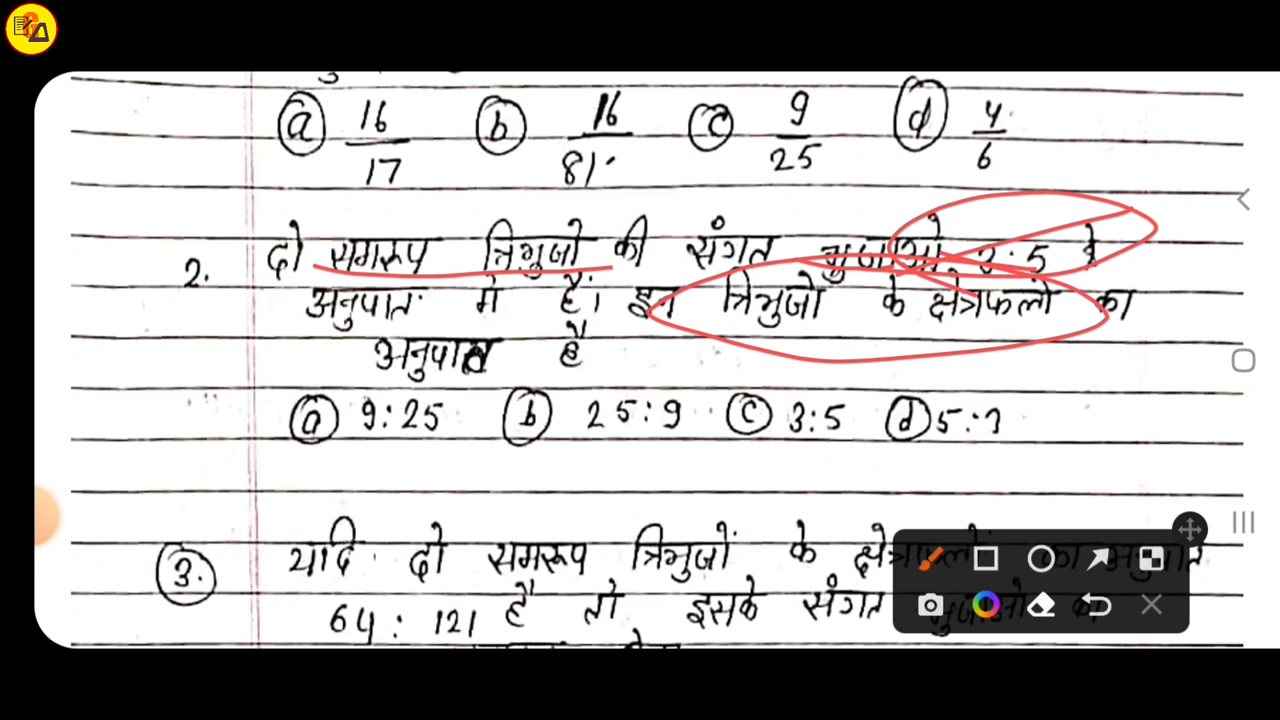 (a) 16/17 (b) 16/81 (c) 9/25 (d) 4/6
2. दो समरूप त्रिभुजो की संगत भुजाओ 3:5 के
अनुपात मे हैं। इन त्रिभुजो के क्षेत्रफलो का
अनुपात है
(a) 9:25 (b) 25:9 (c) 3:5 (d) 5:3
3. यदि दो समरूप त्रिभुजों के क्षेत्रफलो का अनुपात
64: 121 है तो इसके संगत भुजाओ का